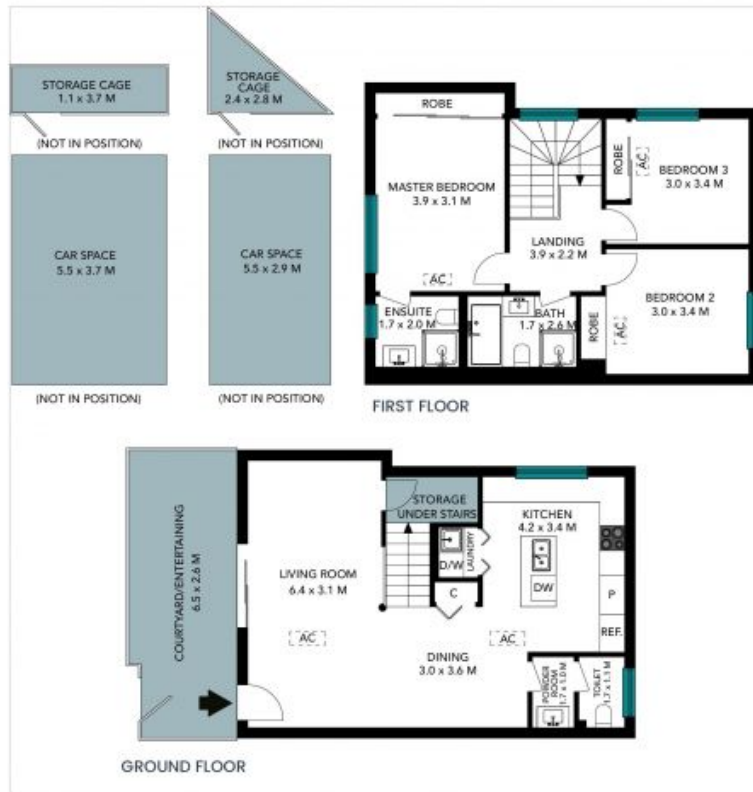 STORAGE CAGE
1.1 x 3.7 M
(NOT IN POSITION)
CAR SPACE
5.5 x 3.7 M
(NOT IN POSITION)
STORAGE
CAGE
2.4 x 2.8 M
(NOT IN POSITION)
CAR SPACE
5.5 x 2.9 M
(NOT IN POSITION)
ROBE
MASTER BEDROOM
3.9 x 3.1 M
AC
ENSUITE
1.7 x 2.0 M
LANDING
3.9 x 2.2 M
BATH
1.7 x 2.6 M
ROBE
AC
BEDROOM 3
3.0 x 3.4 M
BEDROOM 2
3.0 x 3.4 M
ROBE
AC
FIRST FLOOR
COURTYARD/ENTERTAINING
6.5 x 2.6 M
LIVING ROOM
6.4 x 3.1 M
AC
STORAGE
UNDER STAIRS
LAUNDRY
D/W
C
KITCHEN
4.2 x 3.4 M
DW
P
REF.
AC
DINING
3.0 x 3.6 M
POWDER
ROOM
1.7 x 1.0 M
TOILET
1.7 x 1.1 M
GROUND FLOOR